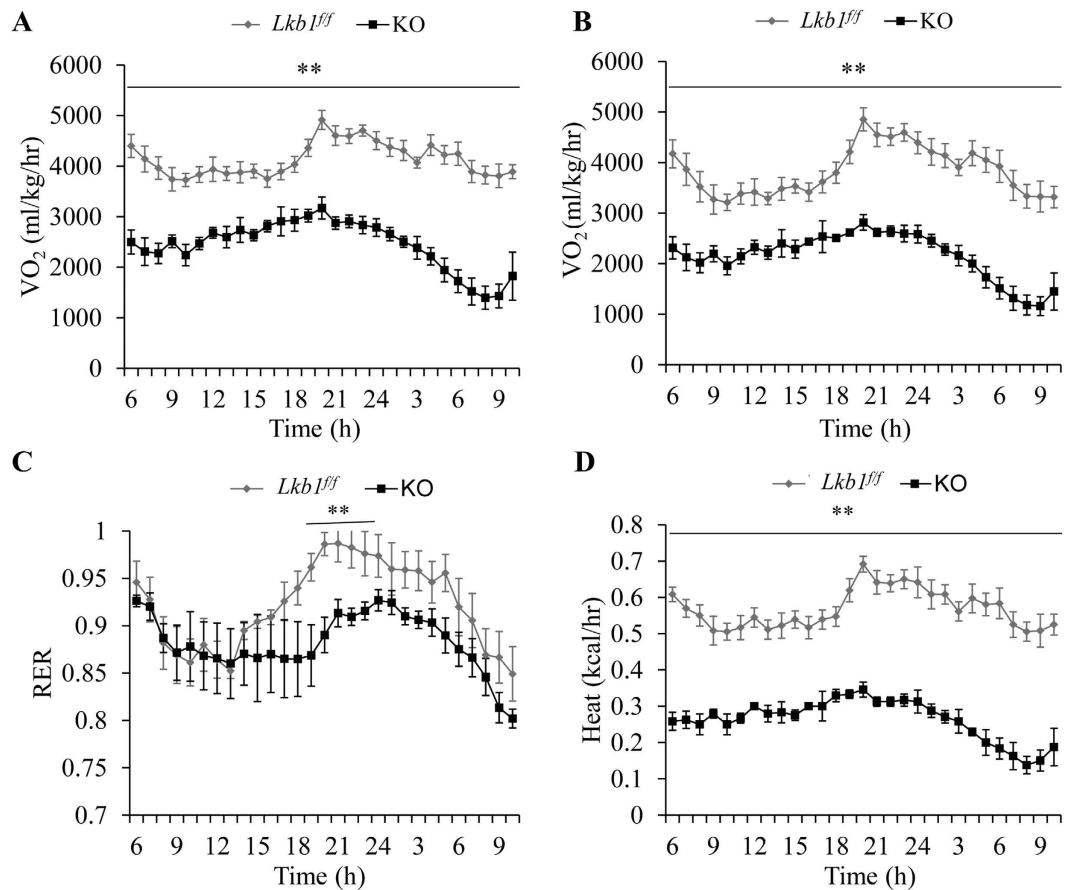 A
Lkb1f/f KO
**
6000
5000
4000
3000
2000
1000
0
VO2 (ml/kg/hr)
6 9 12 15 18 21 24 3 6 9
Time (h)
B
Lkb1f/f KO
**
6000
5000
4000
3000
2000
1000
0
VO2 (ml/kg/hr)
6 9 12 15 18 21 24 3 6 9
Time (h)
C
Lkb1f/f KO
**
1
0.95
0.9
0.85
0.8
0.7
RER
6 9 12 15 18 21 24 3 6 9
Time (h)
D
Lkb1f/f KO
**
0.8
0.7
0.6
0.5
0.4
0.3
0.2
0.1
0
Heat (kcal/hr)
6 9 12 15 18 21 24 3 6 9
Time (h)